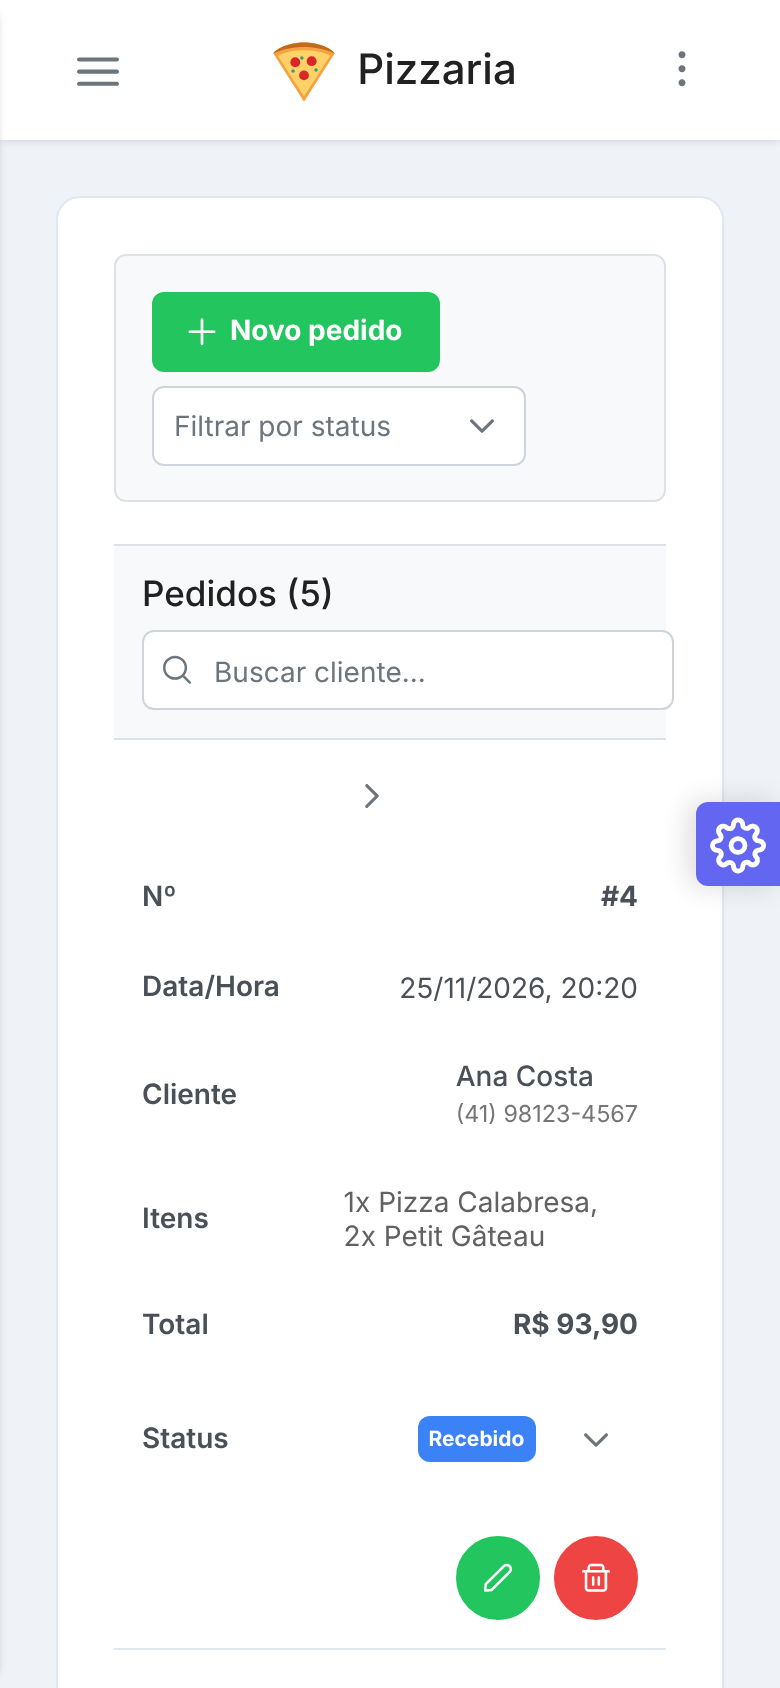 Pizzaria
Novo pedido
Filtrar por status
Pedidos (5)
Buscar cliente...
Nº #4
Data/Hora 25/11/2026, 20:20
Cliente Ana Costa
(41) 98123-4567
Itens 1x Pizza Calabresa,
2x Petit Gâteau
Total R$ 93,90
Status Recebido